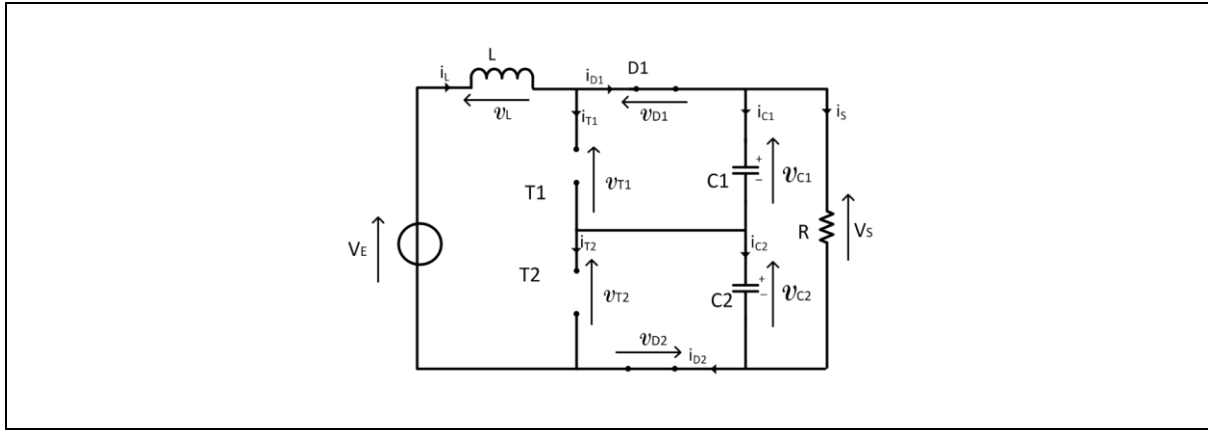 L
D1
iL
iD1
vL
vD1
iT1
iC1
iS
vT1
T1
C1
+
−
vC1
VE
R
VS
iT2
iC2
T2
vT2
C2
+
−
vC2
vD2
iD2